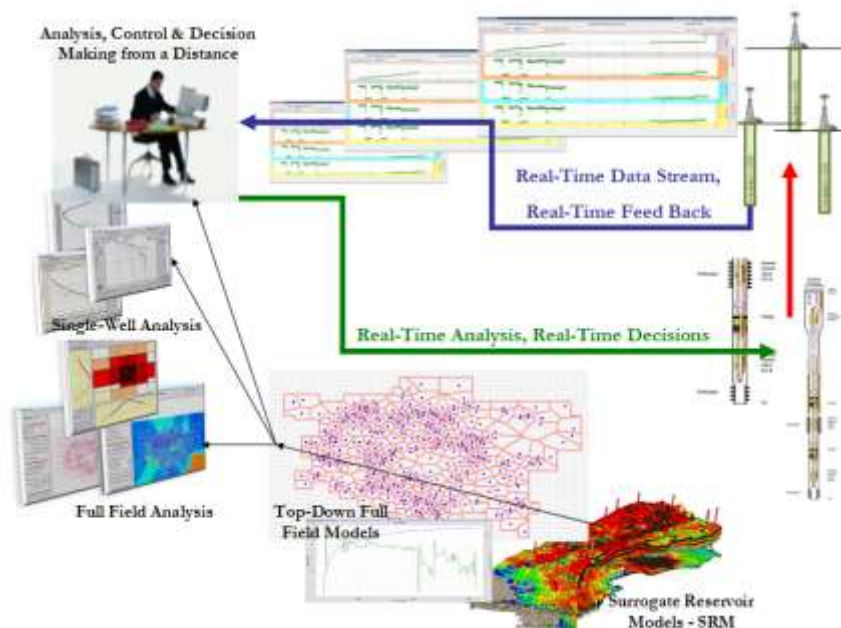 Analysis, Control & Decision
Making from a Distance
Real-Time Data Stream,
Real-Time Feed Back
Single-Well Analysis
Real-Time Analysis, Real-Time Decisions
Full Field Analysis
Top-Down Full
Field Models
Surrogate Reservoir
Models - SRM